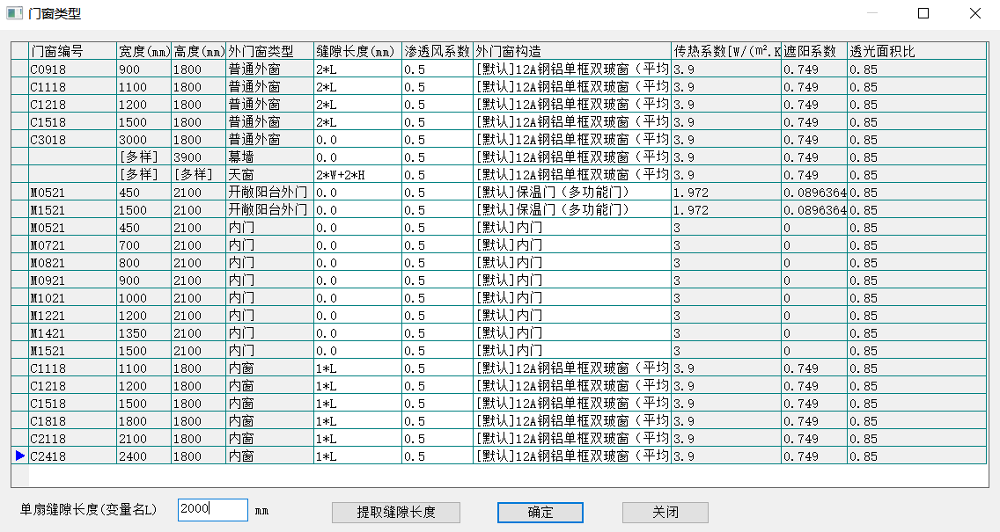 门窗类型
门窗编号 宽度(mm) 高度(mm) 外门窗类型 缝隙长度(mm) 渗透风系数 外门窗构造 传热系数[W/(㎡.K 遮阳系数 透光面积比
C0918 900 1800 普通外窗 2*L 0.5 [默认]12A钢铝单框双玻窗（平均 3.9 0.749 0.85
C1118 1100 1800 普通外窗 2*L 0.5 [默认]12A钢铝单框双玻窗（平均 3.9 0.749 0.85
C1218 1200 1800 普通外窗 2*L 0.5 [默认]12A钢铝单框双玻窗（平均 3.9 0.749 0.85
C1518 1500 1800 普通外窗 2*L 0.5 [默认]12A钢铝单框双玻窗（平均 3.9 0.749 0.85
C3018 3000 1800 普通外窗 0.0 0.5 [默认]12A钢铝单框双玻窗（平均 3.9 0.749 0.85
[多样] 3900 幕墙 0.0 0.5 [默认]12A钢铝单框双玻窗（平均 3.9 0.749 0.85
[多样] [多样] 天窗 2*W+2*H 0.5 [默认]12A钢铝单框双玻窗（平均 3.9 0.749 0.85
M0521 450 2100 开敞阳台外门 0.0 0.5 [默认]保温门（多功能门） 1.972 0.0896364 0.85
M1521 1500 2100 开敞阳台外门 0.0 0.5 [默认]保温门（多功能门） 1.972 0.0896364 0.85
M0521 450 2100 内门 0.0 0.5 [默认]内门 3 0 0.85
M0721 700 2100 内门 0.0 0.5 [默认]内门 3 0 0.85
M0821 800 2100 内门 0.0 0.5 [默认]内门 3 0 0.85
M0921 900 2100 内门 0.0 0.5 [默认]内门 3 0 0.85
M1021 1000 2100 内门 0.0 0.5 [默认]内门 3 0 0.85
M1221 1200 2100 内门 0.0 0.5 [默认]内门 3 0 0.85
M1421 1350 2100 内门 0.0 0.5 [默认]内门 3 0 0.85
M1521 1500 2100 内门 0.0 0.5 [默认]内门 3 0 0.85
C1118 1100 1800 内窗 1*L 0.5 [默认]12A钢铝单框双玻窗（平均 3.9 0.749 0.85
C1218 1200 1800 内窗 1*L 0.5 [默认]12A钢铝单框双玻窗（平均 3.9 0.749 0.85
C1518 1500 1800 内窗 1*L 0.5 [默认]12A钢铝单框双玻窗（平均 3.9 0.749 0.85
C1818 1800 1800 内窗 1*L 0.5 [默认]12A钢铝单框双玻窗（平均 3.9 0.749 0.85
C2118 2100 1800 内窗 1*L 0.5 [默认]12A钢铝单框双玻窗（平均 3.9 0.749 0.85
C2418 2400 1800 内窗 1*L 0.5 [默认]12A钢铝单框双玻窗（平均 3.9 0.749 0.85
单扇缝隙长度(变量名L) 2000 mm 提取缝隙长度 确定 关闭